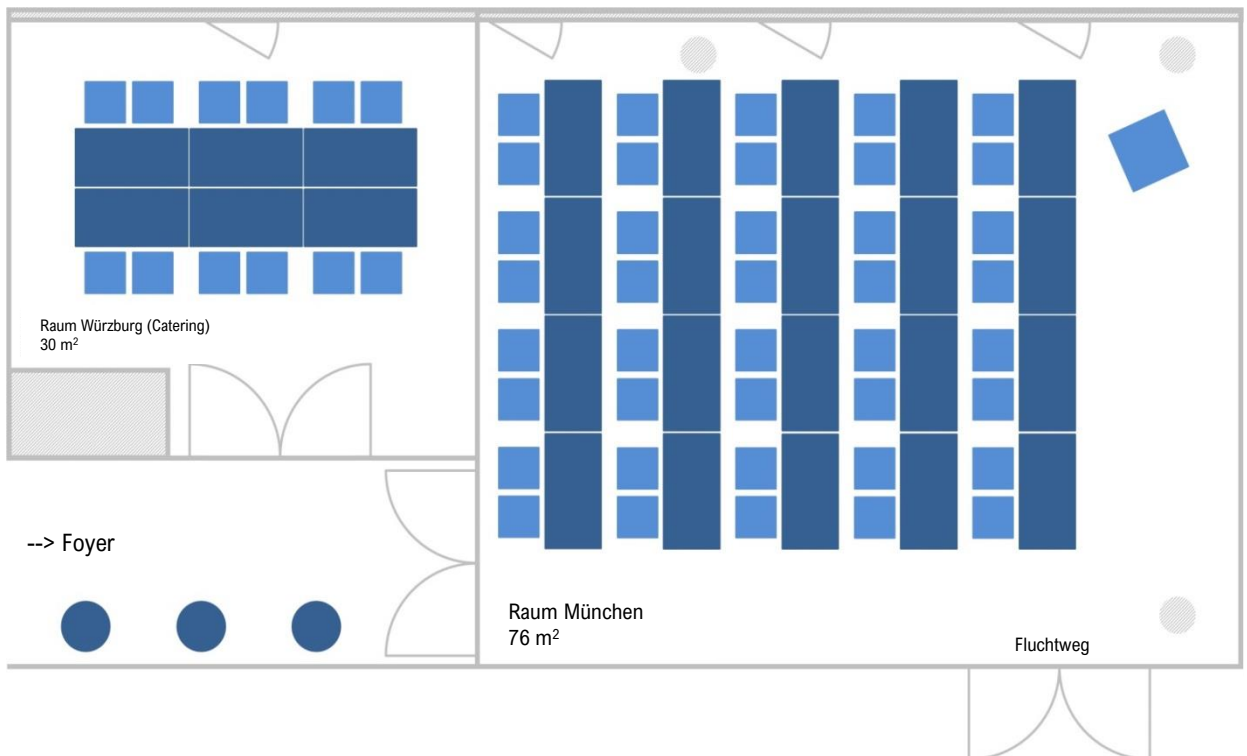 Raum Würzburg (Catering)
30 m²
--> Foyer
Raum München
76 m²
Fluchtweg